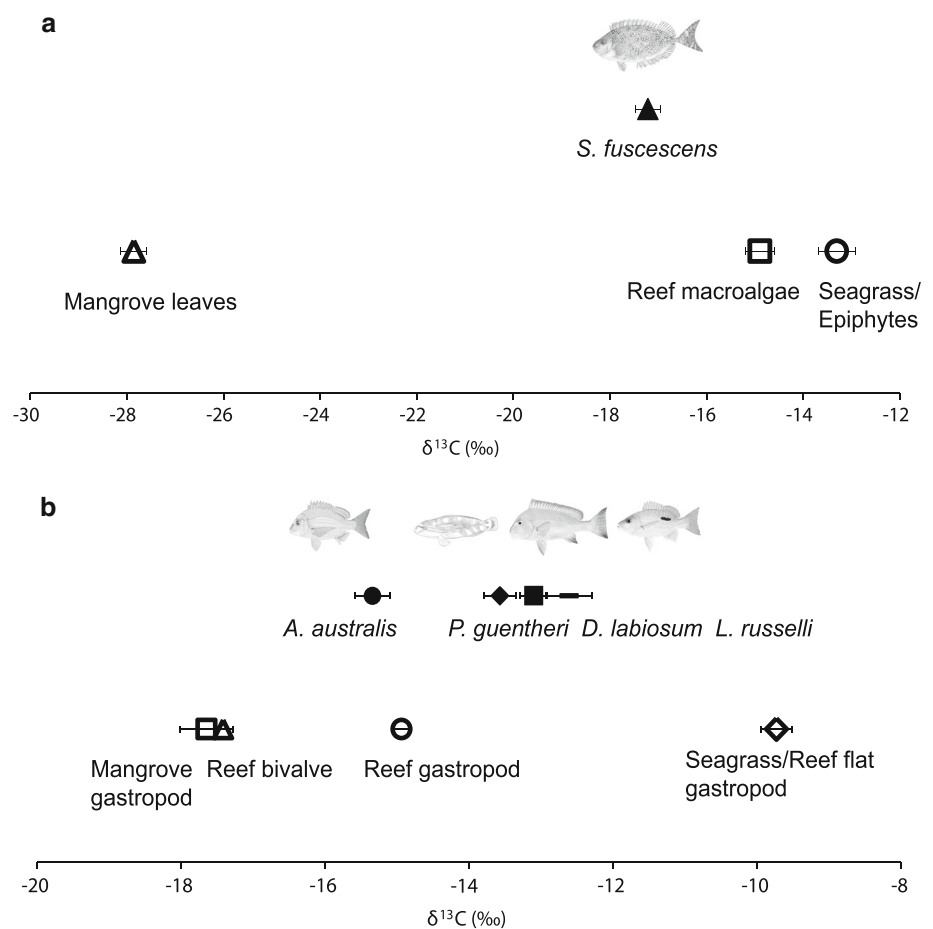 a
S. fuscescens
Mangrove leaves
Reef macroalgae
Seagrass/
Epiphytes
-30 -28 -26 -24 -22 -20 -18 -16 -14 -12
δ¹³C (‰)
b
A. australis P. guentheri D. labiosum L. russelli
Mangrove
gastropod
Reef bivalve
Reef gastropod
Seagrass/Reef flat
gastropod
-20 -18 -16 -14 -12 -10 -8
δ¹³C (‰)